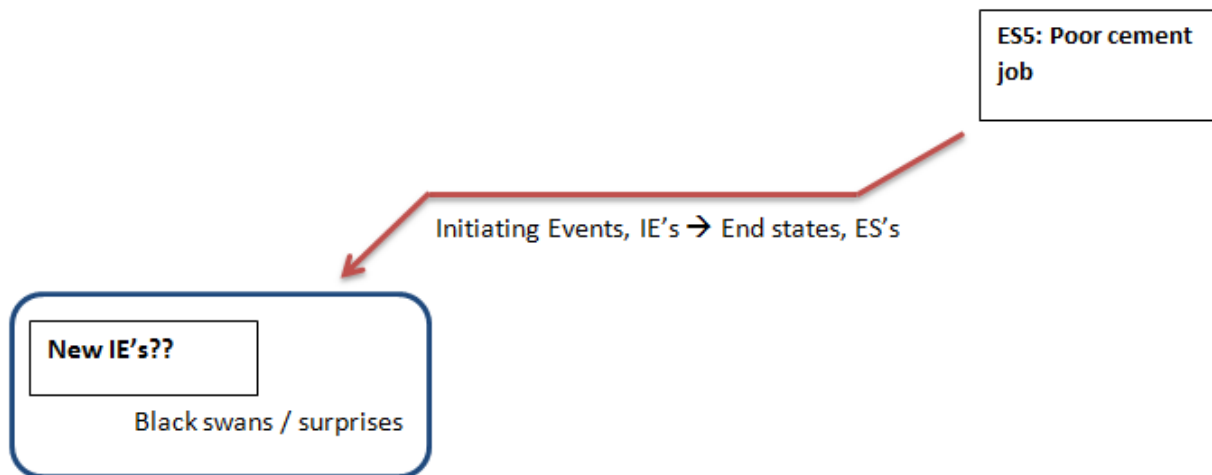 ES5: Poor cement
job
Initiating Events, IE’s → End states, ES’s
New IE’s??
Black swans / surprises